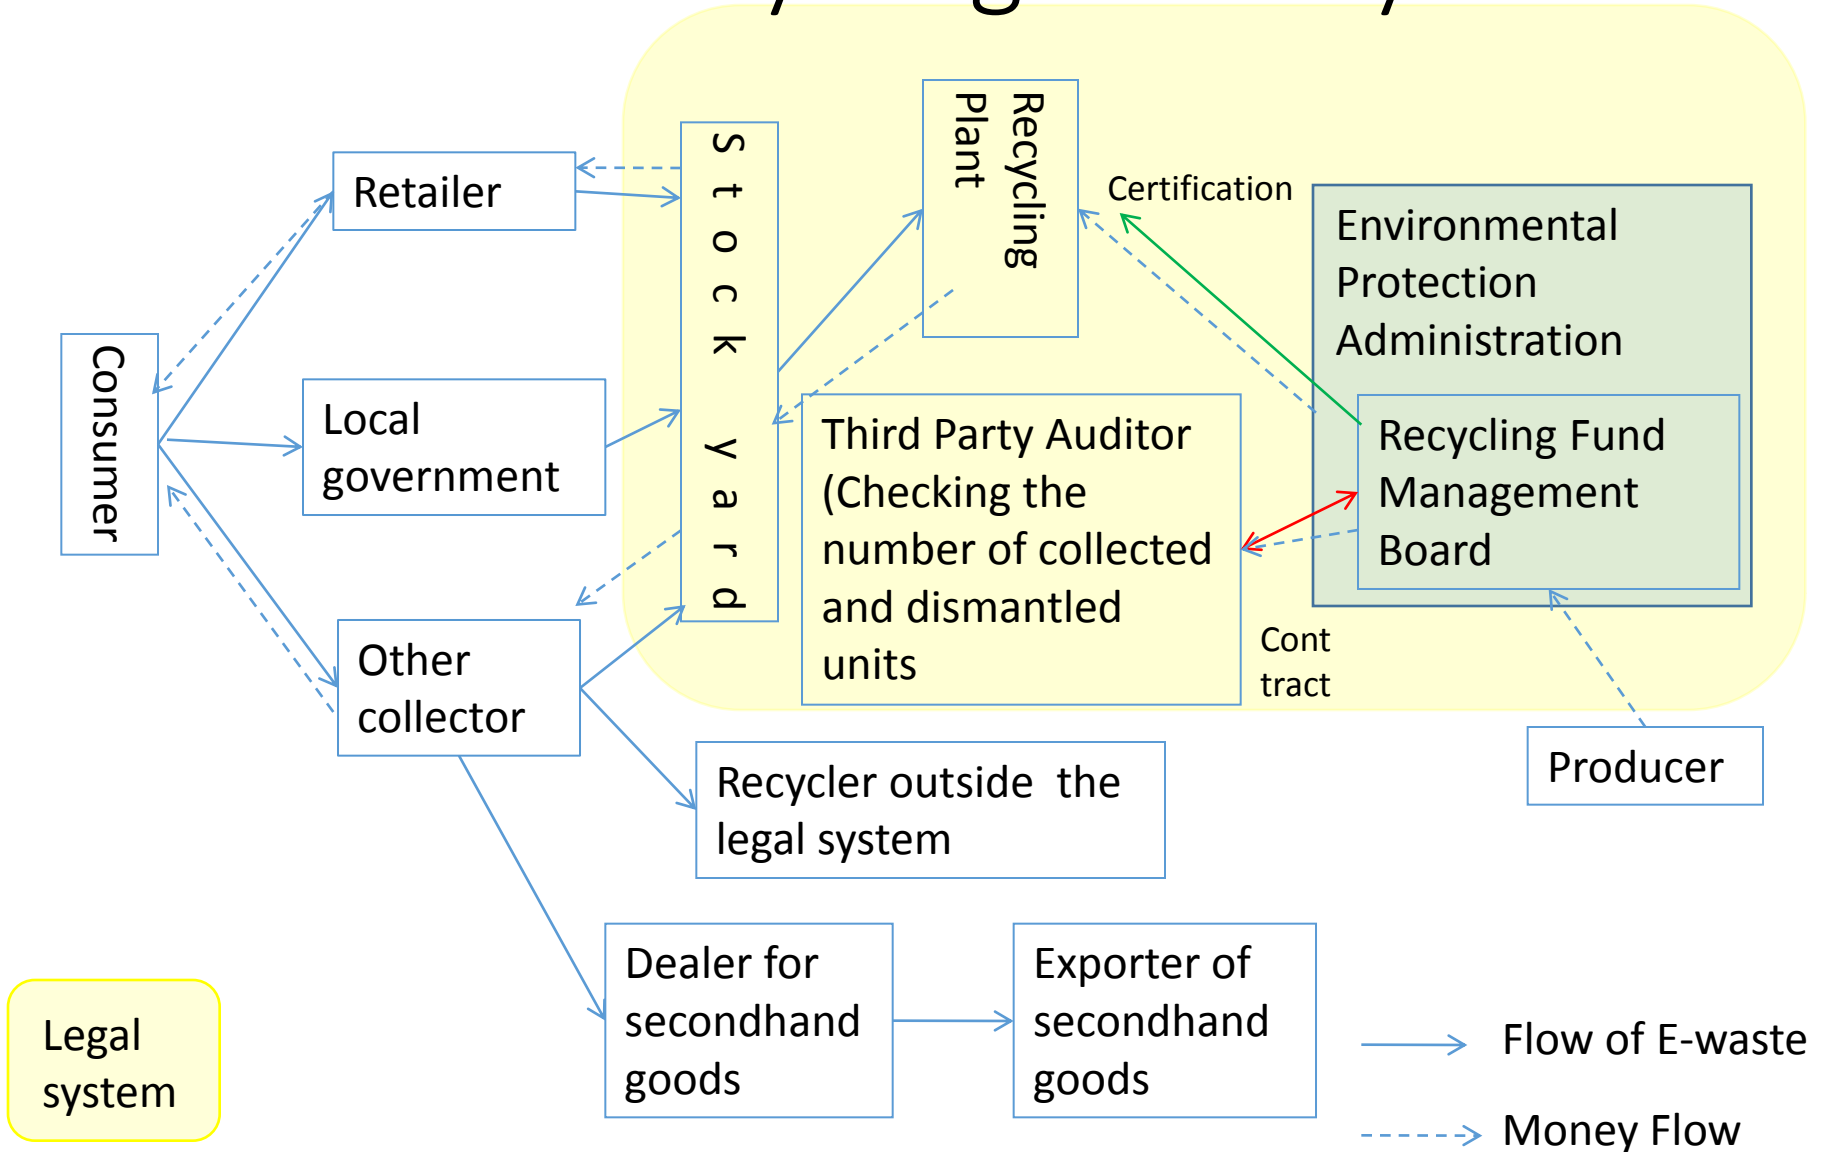 Retailer
Stock yard
Recycling
Plant
Certification
Environmental
Protection
Administration
Consumer
Local
government
Third Party Auditor
(Checking the
number of collected
and dismantled
units
Recycling Fund
Management
Board
Cont
tract
Other
collector
Producer
Recycler outside the
legal system
Dealer for
secondhand
goods
Exporter of
secondhand
goods
Legal
system
Flow of E-waste
Money Flow